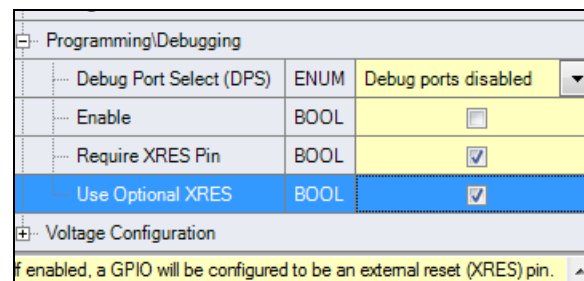 Programming\Debugging
Debug Port Select (DPS) ENUM Debug ports disabled
Enable BOOL
Require XRES Pin BOOL
Use Optional XRES BOOL
Voltage Configuration
f enabled, a GPIO will be configured to be an external reset (XRES) pin.